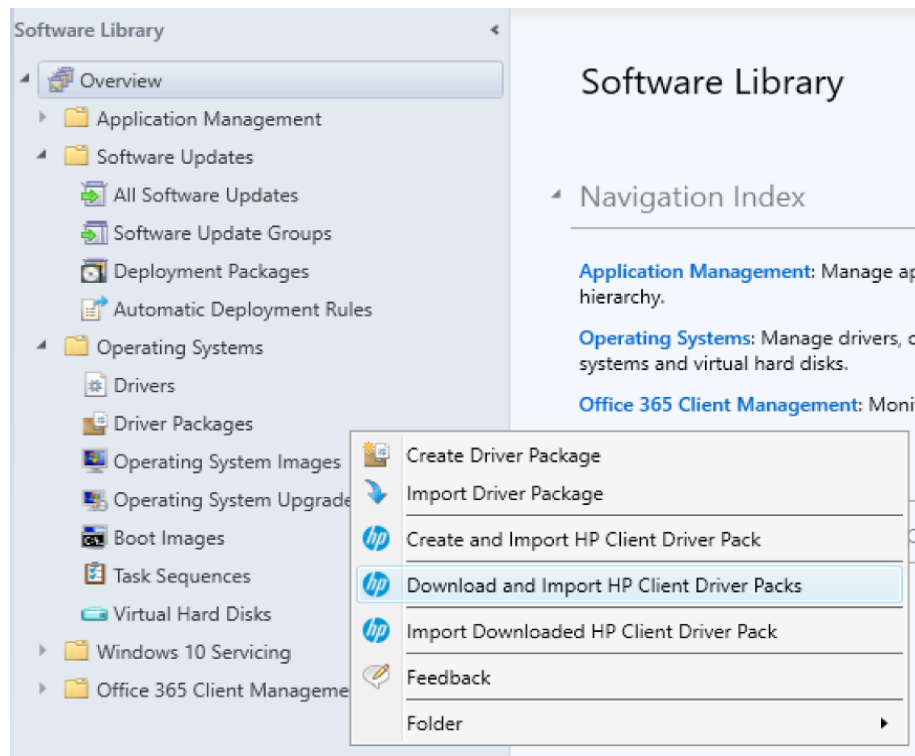 Software Library
Overview
Application Management
Software Updates
All Software Updates
Software Update Groups
Deployment Packages
Automatic Deployment Rules
Operating Systems
Drivers
Driver Packages
Operating System Images
Operating System Upgrade
Boot Images
Task Sequences
Virtual Hard Disks
Windows 10 Servicing
Office 365 Client Manageme
Software Library
Navigation Index
Application Management: Manage ap
hierarchy.
Operating Systems: Manage drivers,
systems and virtual hard disks.
Office 365 Client Management: Moni
Create Driver Package
Import Driver Package
hp Create and Import HP Client Driver Pack
hp Download and Import HP Client Driver Packs
hp Import Downloaded HP Client Driver Pack
Feedback
Folder